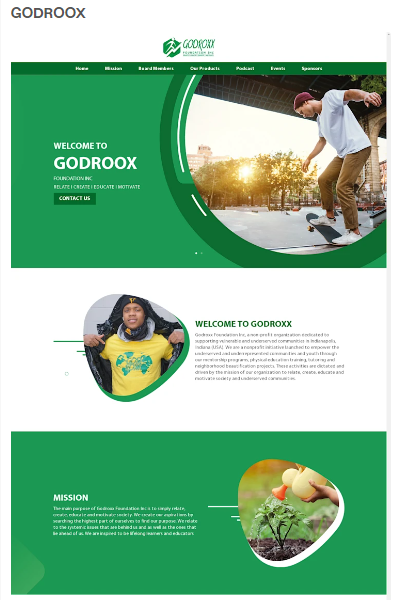 GODROOX
GODROXX
FOUNDATION INC
Home Mission Board Members Our Products Podcast Events Sponsors
WELCOME TO
GODROOX
FOUNDATION INC.
RELATE I CREATE I EDUCATE I MOTIVATE
CONTACT US
WELCOME TO GODROXX
Godroxx Foundation Inc, a non-profit organization dedicated to
supporting vulnerable and underserved communities in Indianapolis,
Indiana (USA). We are a nonprofit initiative launched to empower the
underserved and underrepresented communities and youth through
our mentorship programs, physical education training, tutoring and
neighborhood beautification projects. These activities are dictated and
driven by the mission of our organisation to relate, create, educate and
motivate society and underserved communities.
MISSION
The main purpose of Godroxx Foundation Inc is to simply relate,
create, educate and motivate society. We create our aspirations by
searching the highest part of ourselves to find our purpose. We relate
to the systemic issues that are behind us and as well as the ones that
lie ahead of us. We are inspired to be lifelong learners and educators